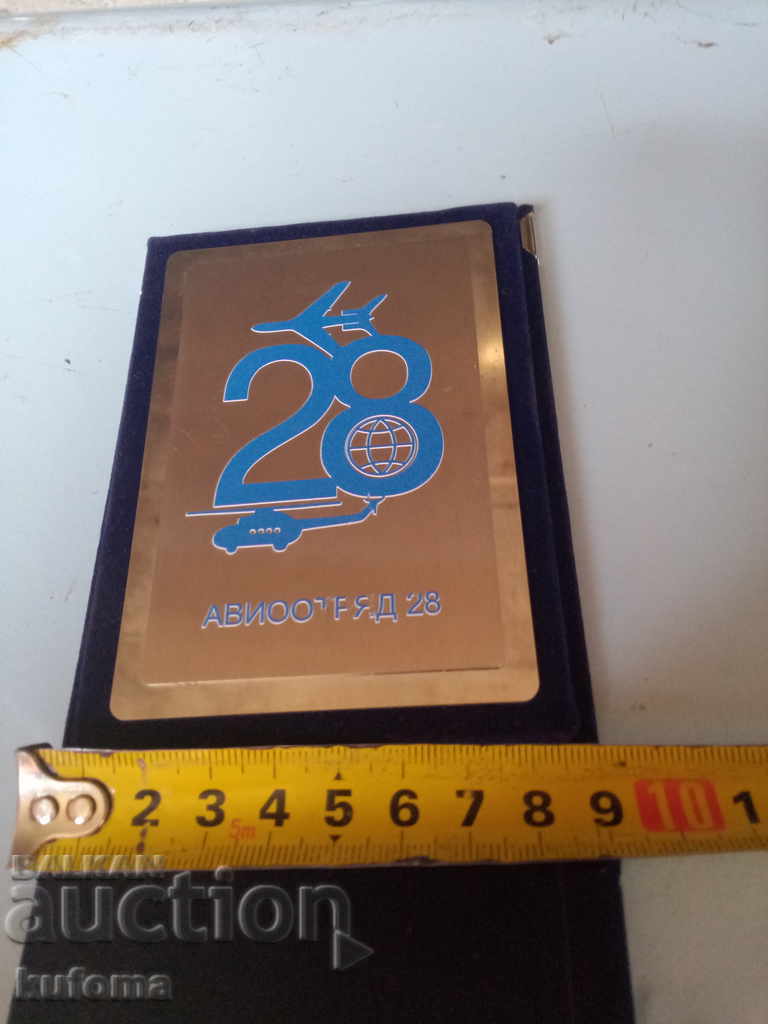 28
АВИООТРЯД 28
2 3 4 5 6 7 8 9 10 1
5m
BALKAN
auction
kufoma